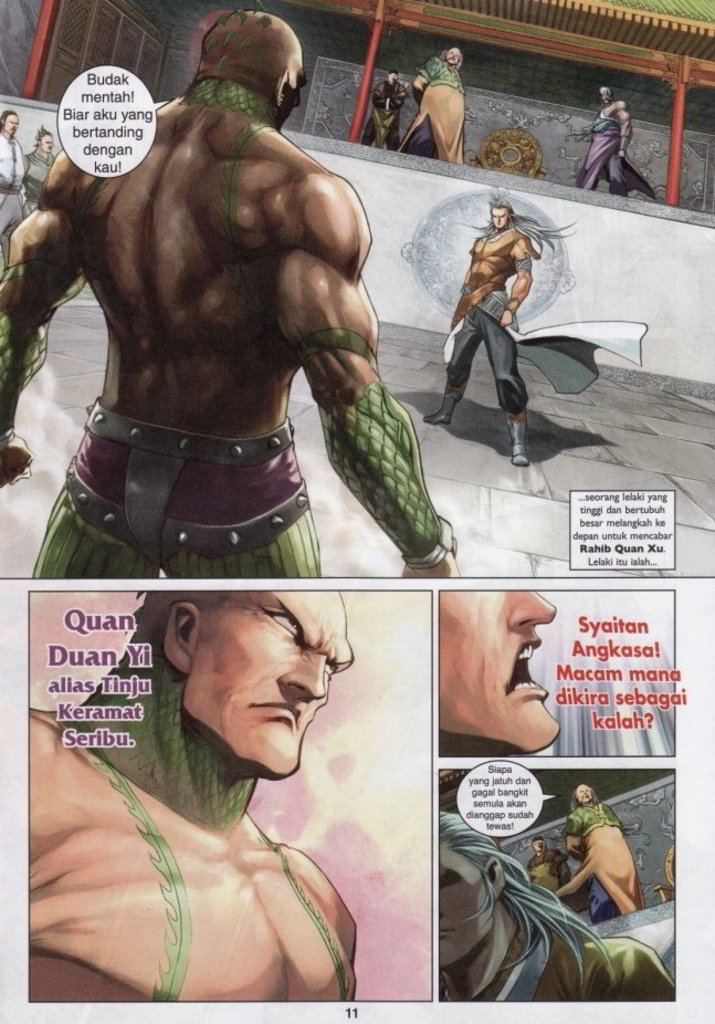 Budak
mentah!
Biar aku yang
bertanding
dengan
kau!
...seorang lelaki yang
tinggi dan bertubuh
besar melangkah ke
depan untuk mencabar
Rahib Quan Xu.
Lelaki itu ialah...
Quan
Duan Yi
alias Tinju
Keramat
Seribu.
Syaitan
Angkasa!
Macam mana
dikira sebagai
kalah?
Siapa
yang jatuh dan
gagal bangkit
semula akan
dianggap sudah
tewas!
11